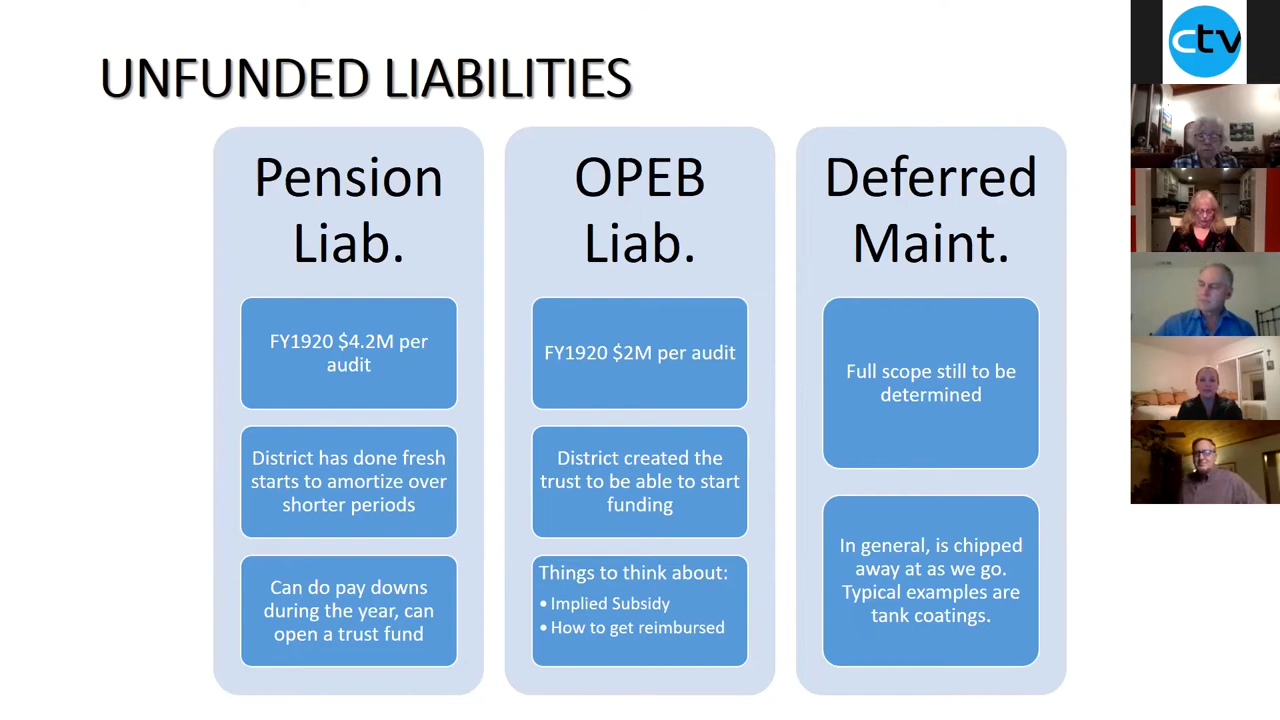 UNFUNDED LIABILITIES
Pension
Liab.
FY1920 $4.2M per
audit
District has done fresh
starts to amortize over
shorter periods
Can do pay downs
during the year, can
open a trust fund
OPEB
Liab.
FY1920 $2M per audit
District created the
trust to be able to start
funding
Things to think about:
• Implied Subsidy
• How to get reimbursed
Deferred
Maint.
Full scope still to be
determined
In general, is chipped
away at as we go.
Typical examples are
tank coatings.
ctv